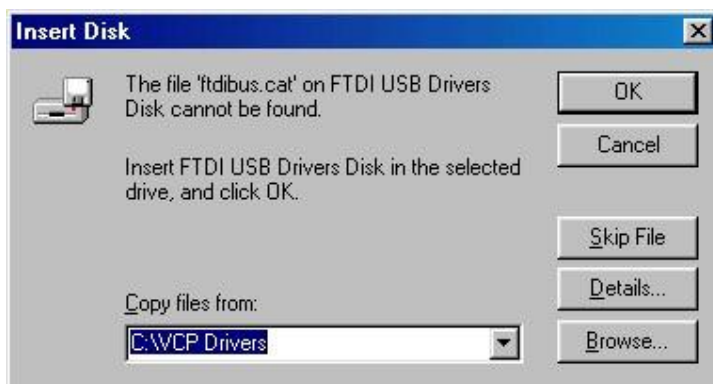 Insert Disk
The file 'ftdibus.cat' on FTDI USB Drivers
Disk cannot be found.
Insert FTDI USB Drivers Disk in the selected
drive, and click OK.
Copy files from:
C:\VCP Drivers
OK
Cancel
Skip File
Details...
Browse...